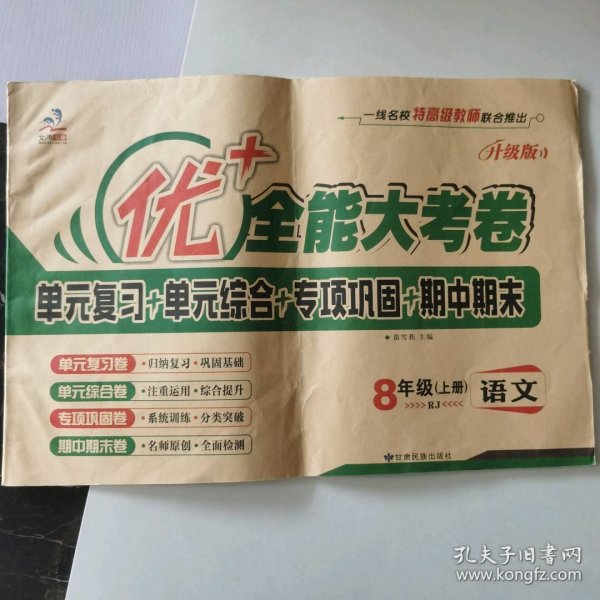 一线名校 特高级教师 联合推出
升级版
优+
全能大考卷
单元复习+单元综合+专项巩固+期中期末
◆苗雪莉 主编
单元复习卷 ·归纳复习·巩固基础
单元综合卷 ·注重运用·综合提升
专项巩固卷 ·系统训练·分类突破
期中期末卷 ·名师原创·全面检测
8年级(上册) 语文
>>>>RJ<<<<
甘肃民族出版社
孔夫子旧书网
www.kongfz.com